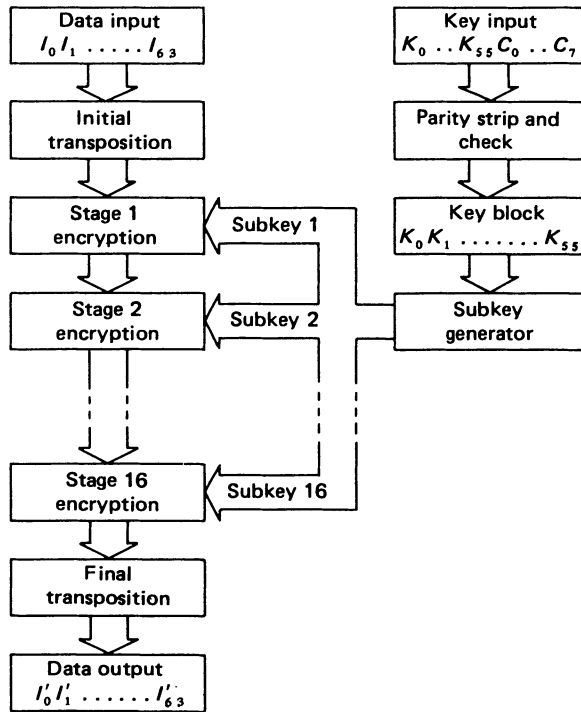 Data input
I₀ I₁ . . . . . I₆₃
Initial
transposition
Stage 1
encryption
Stage 2
encryption
Stage 16
encryption
Final
transposition
Data output
I′₀ I′₁ . . . . . . I′₆₃
Subkey 1
Subkey 2
Subkey 16
Key input
K₀ . . K₅₅ C₀ . . C₇
Parity strip and
check
Key block
K₀ K₁ . . . . . . . K₅₅
Subkey
generator